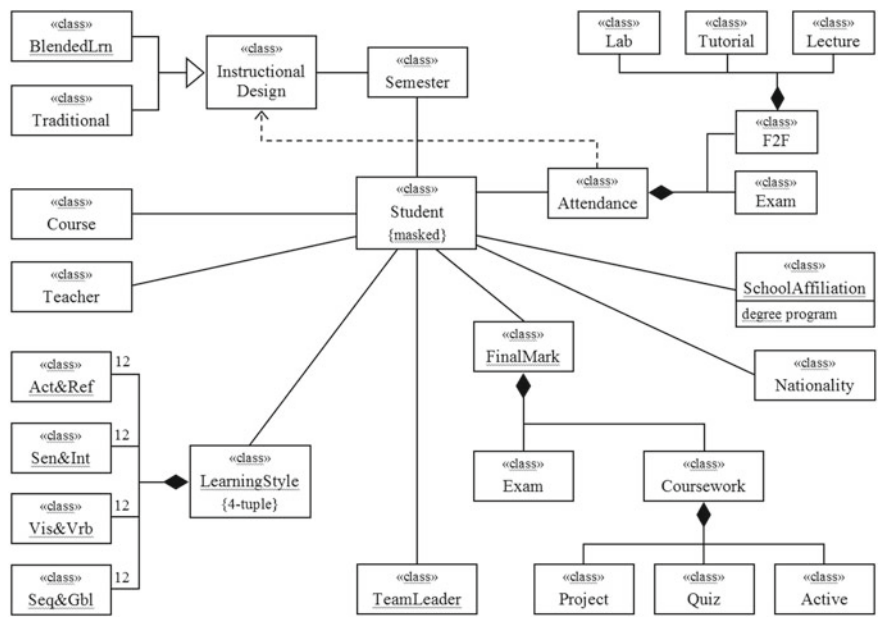 «class»
BlendedLrn
«class»
Traditional
«class»
Instructional
Design
«class»
Semester
«class»
Lab
«class»
Tutorial
«class»
Lecture
«class»
F2F
«class»
Attendance
«class»
Exam
«class»
Student
{masked}
«class»
Course
«class»
Teacher
«class»
SchoolAffiliation
degree program
«class»
FinalMark
«class»
Nationality
«class»
Act&Ref
12
«class»
Sen&Int
12
«class»
Vis&Vrb
12
«class»
Seq&Gbl
12
«class»
LearningStyle
{4-tuple}
«class»
Exam
«class»
Coursework
«class»
TeamLeader
«class»
Project
«class»
Quiz
«class»
Active